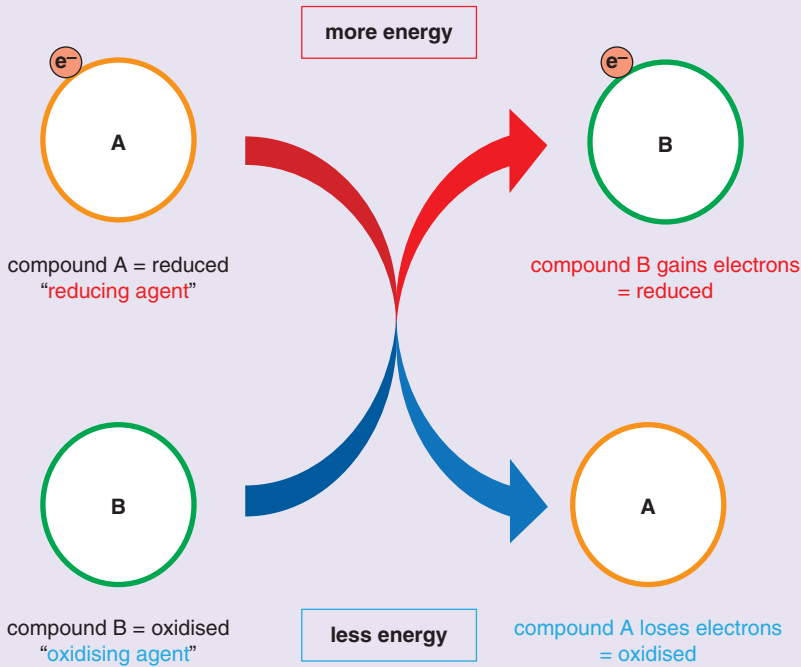 more energy
e–
A
e–
B
compound A = reduced
“reducing agent”
compound B gains electrons
= reduced
B
A
compound B = oxidised
“oxidising agent”
less energy
compound A loses electrons
= oxidised